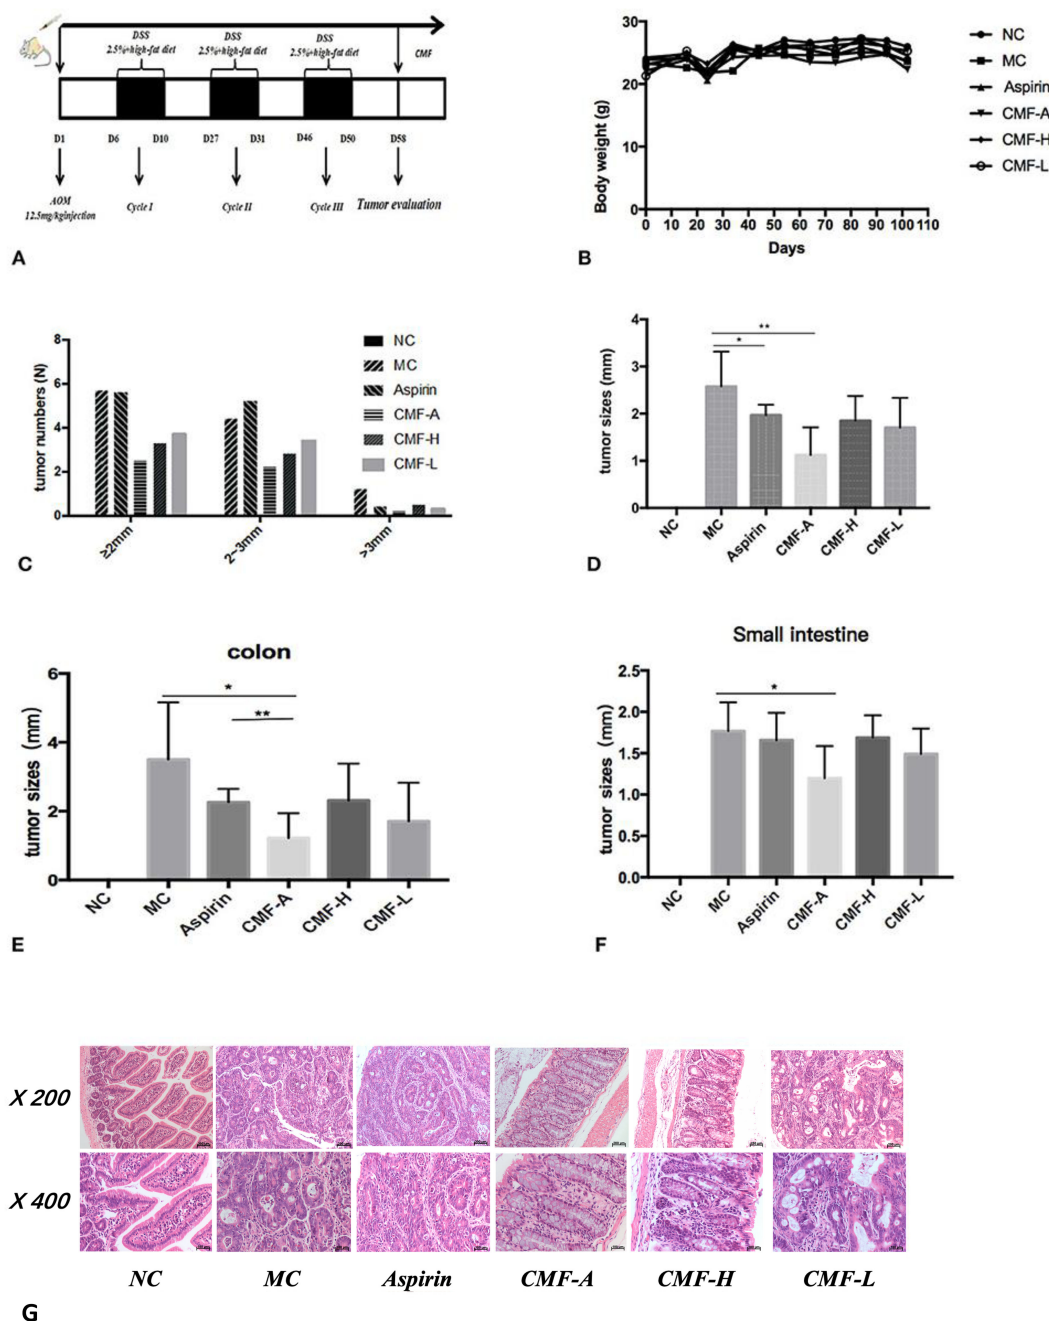 DSS DSS DSS
2.5%+high-fat diet 2.5%+high-fat diet 2.5%+high-fat diet CMF
D1 D6 D10 D27 D31 D46 D50 D58
AOM
12.5mg/kginjection
Cycle I Cycle II Cycle III Tumor evaluation
A
Body weight (g)
30
20
10
0
0 10 20 30 40 50 60 70 80 90 100 110
Days
NC
MC
Aspirin
CMF-A
CMF-H
CMF-L
B
tumor numbers (N)
8
6
4
2
0
≥2mm 2~3mm >3mm
NC
MC
Aspirin
CMF-A
CMF-H
CMF-L
C
tumor sizes (mm)
4
3
2
1
0
**
*
NC MC Aspirin CMF-A CMF-H CMF-L
D
colon
tumor sizes (mm)
6
4
2
0
*
**
NC MC Aspirin CMF-A CMF-H CMF-L
E
Small intestine
tumor sizes (mm)
2.5
2.0
1.5
1.0
0.5
0.0
*
NC MC Aspirin CMF-A CMF-H CMF-L
F
X 200
X 400
NC MC Aspirin CMF-A CMF-H CMF-L
G